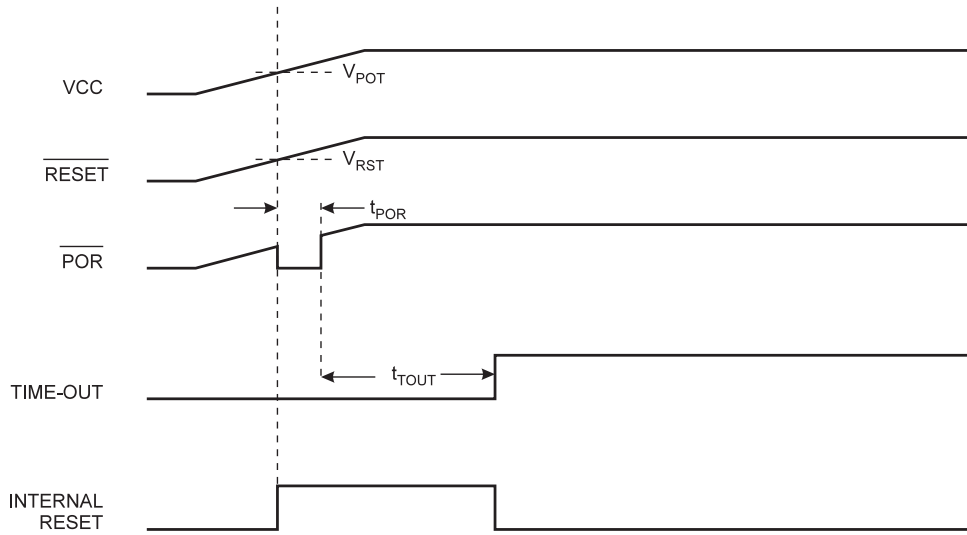 VCC
V_POT
RESET
V_RST
t_POR
POR
t_TOUT
TIME-OUT
INTERNAL
RESET